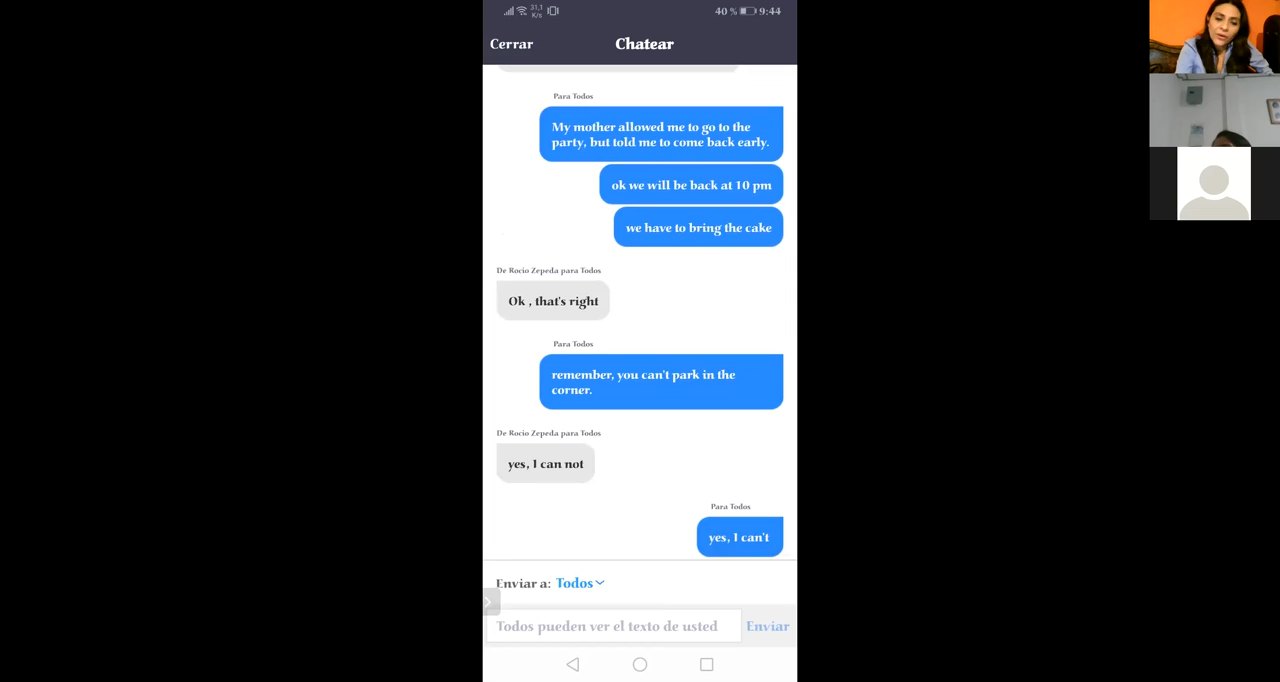 31,1
K/s
40 % 9:44
Cerrar
Chatear
Para Todos
My mother allowed me to go to the
party, but told me to come back early.
ok we will be back at 10 pm
we have to bring the cake
De Rocio Zepeda para Todos
Ok , that's right
Para Todos
remember, you can't park in the
corner.
De Rocio Zepeda para Todos
yes, I can not
Para Todos
yes, I can't
Enviar a: Todos
Todos pueden ver el texto de usted
Enviar